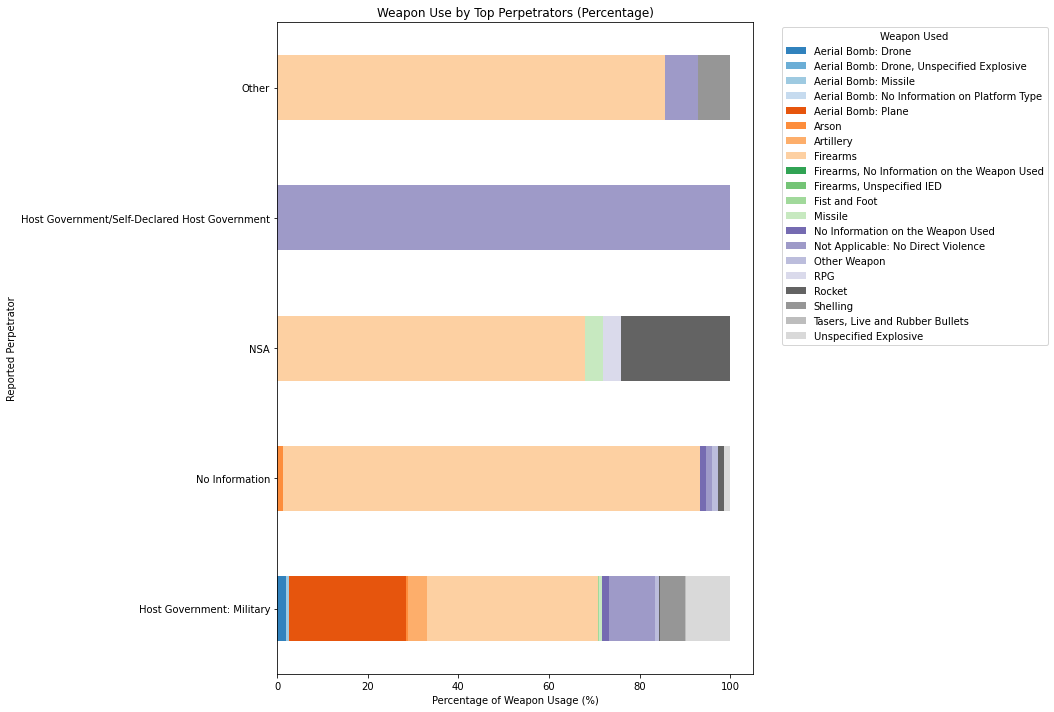 Weapon Use by Top Perpetrators (Percentage)
Reported Perpetrator
Other
Host Government/Self-Declared Host Government
NSA
No Information
Host Government: Military
0 20 40 60 80 100
Percentage of Weapon Usage (%)
Weapon Used
Aerial Bomb: Drone
Aerial Bomb: Drone, Unspecified Explosive
Aerial Bomb: Missile
Aerial Bomb: No Information on Platform Type
Aerial Bomb: Plane
Arson
Artillery
Firearms
Firearms, No Information on the Weapon Used
Firearms, Unspecified IED
Fist and Foot
Missile
No Information on the Weapon Used
Not Applicable: No Direct Violence
Other Weapon
RPG
Rocket
Shelling
Tasers, Live and Rubber Bullets
Unspecified Explosive